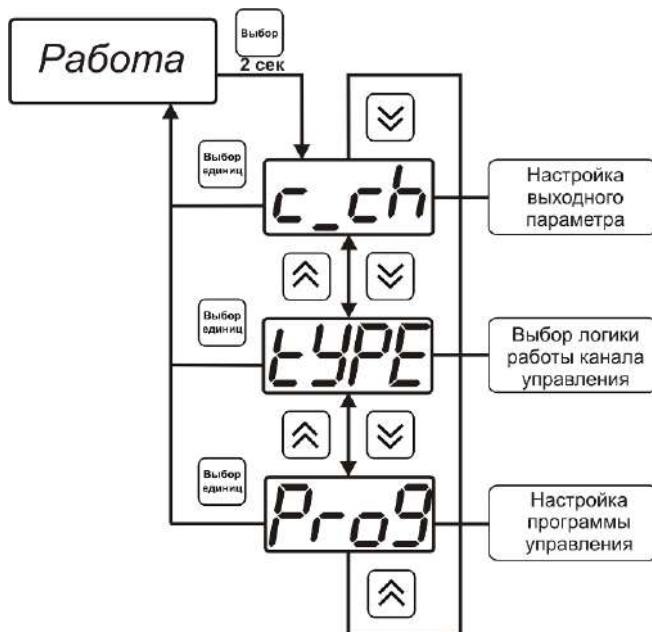 Работа
Выбор
2 сек
Выбор
единиц
c_ch
Настройка
выходного
параметра
Выбор
единиц
tYPE
Выбор логики
работы канала
управления
Выбор
единиц
Prog
Настройка
программы
управления